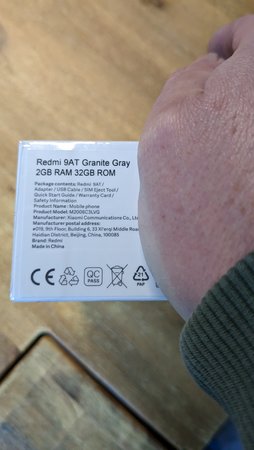 Redmi 9AT Granite Gray
2GB RAM 32GB ROM
Package contents: Redmi 9AT /
Adapter / USB Cable / SIM Eject Tool /
Quick Start Guide / Warranty Card /
Safety Information
Product Name: Mobile phone
Product Model: M2006C3LVG
Manufacturer: Xiaomi Communications Co., Ltd.
Manufacturer postal address:
#019, 9th Floor, Building 6, 33 Xi'erqi Middle Road,
Haidian District, Beijing, China, 100085
Brand: Redmi
Made in China
CE
QC
PASS
21
PAP